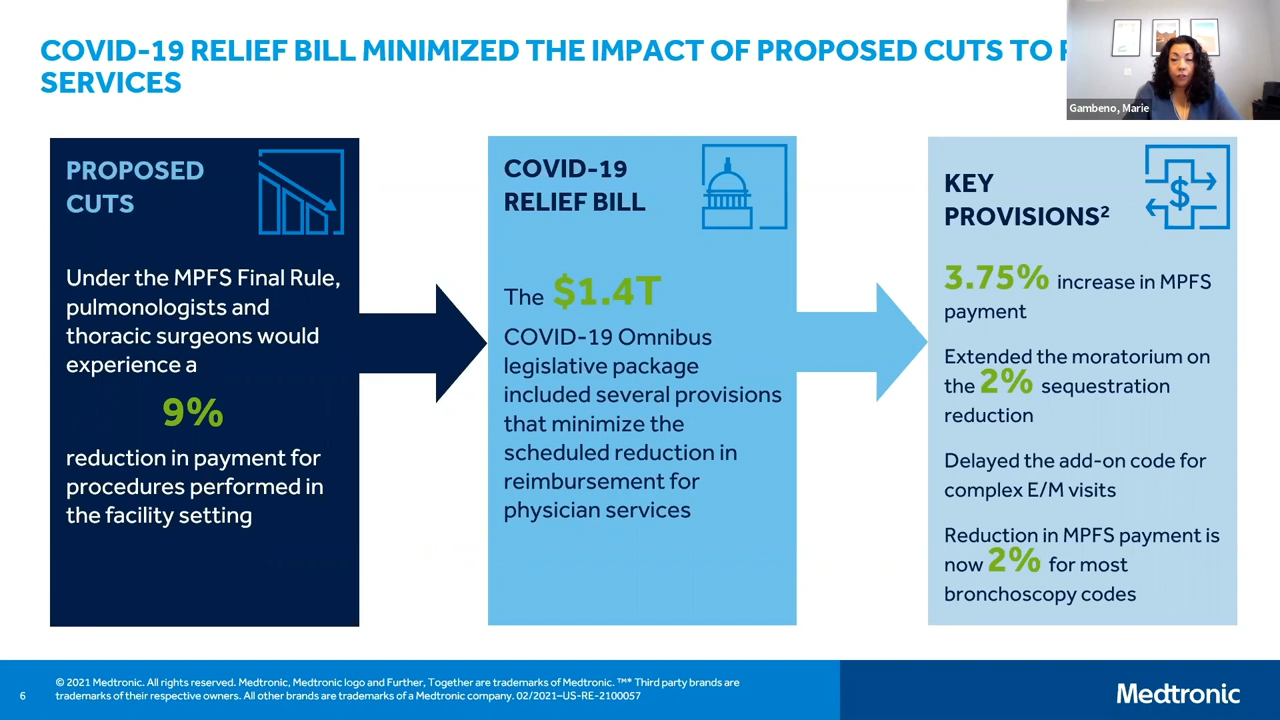 COVID-19 RELIEF BILL MINIMIZED THE IMPACT OF PROPOSED CUTS TO
SERVICES
Gambeno, Marie
PROPOSED
CUTS
Under the MPFS Final Rule,
pulmonologists and
thoracic surgeons would
experience a
9%
reduction in payment for
procedures performed in
the facility setting
COVID-19
RELIEF BILL
The $1.4T
COVID-19 Omnibus
legislative package
included several provisions
that minimize the
scheduled reduction in
reimbursement for
physician services
KEY
PROVISIONS²
$
3.75% increase in MPFS
payment
Extended the moratorium on
the 2% sequestration
reduction
Delayed the add-on code for
complex E/M visits
Reduction in MPFS payment is
now 2% for most
bronchoscopy codes
6
© 2021 Medtronic. All rights reserved. Medtronic, Medtronic logo and Further, Together are trademarks of Medtronic. ™* Third party brands are
trademarks of their respective owners. All other brands are trademarks of a Medtronic company. 02/2021–US-RE-2100057
Medtronic